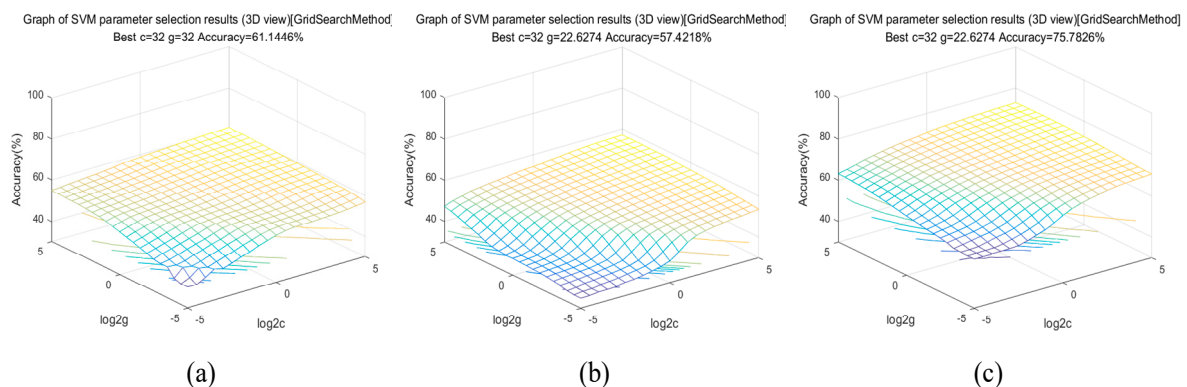 Graph of SVM parameter selection results (3D view)[GridSearchMethod]
Best c=32 g=32 Accuracy=61.1446%
100
80
60
40
Accuracy(%)
5
0
-5
log2g
-5
0
5
log2c
(a)
Graph of SVM parameter selection results (3D view)[GridSearchMethod]
Best c=32 g=22.6274 Accuracy=57.4218%
100
80
60
40
Accuracy(%)
5
0
-5
log2g
-5
0
5
log2c
(b)
Graph of SVM parameter selection results (3D view)[GridSearchMethod]
Best c=32 g=22.6274 Accuracy=75.7826%
100
80
60
40
Accuracy(%)
5
0
-5
log2g
-5
0
5
log2c
(c)